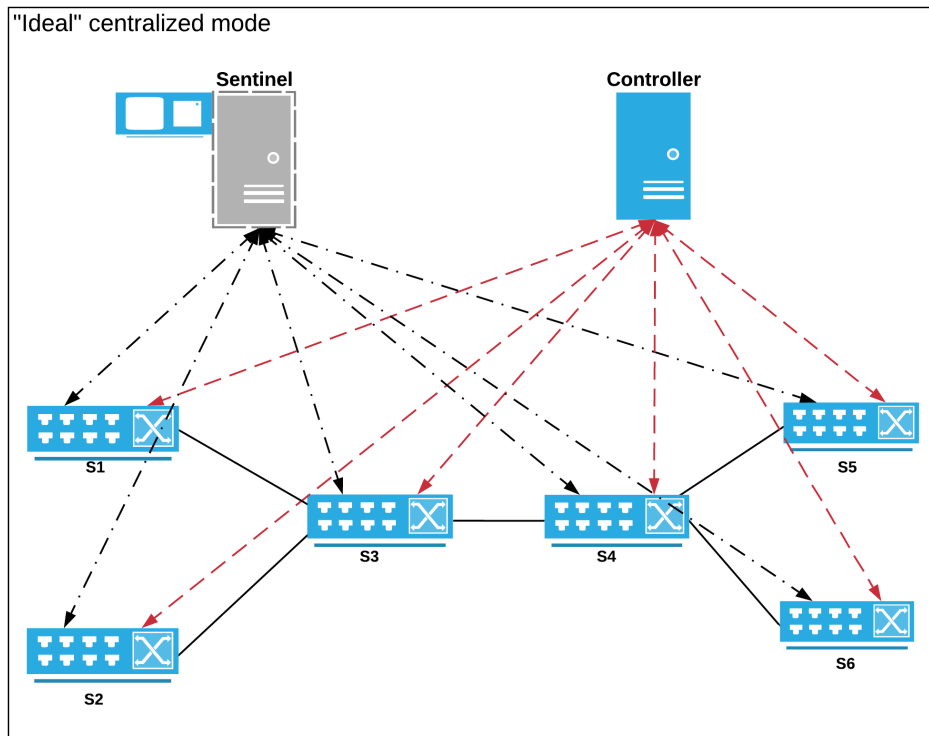 "Ideal" centralized mode
Sentinel
Controller
S1
S5
S3
S4
S6
S2